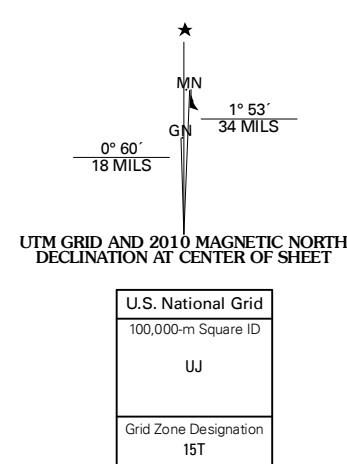 MN
1° 53´
34 MILS
GN
0° 60´
18 MILS
UTM GRID AND 2010 MAGNETIC NORTH
DECLINATION AT CENTER OF SHEET
U.S. National Grid
100,000-m Square ID
UJ
Grid Zone Designation
15T